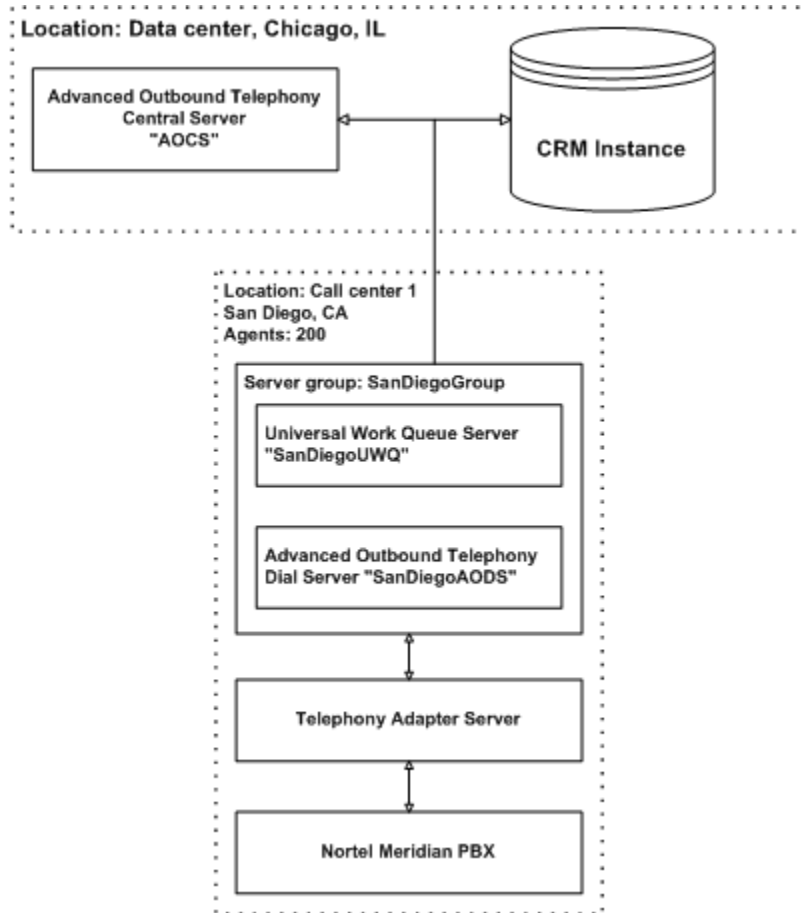 Location: Data center, Chicago, IL
Advanced Outbound Telephony
Central Server
"AOCS"
CRM Instance
Location: Call center 1
San Diego, CA
Agents: 200
Server group: SanDiegoGroup
Universal Work Queue Server
"SanDiegoUWQ"
Advanced Outbound Telephony
Dial Server "SanDiegoAODS"
Telephony Adapter Server
Nortel Meridian PBX